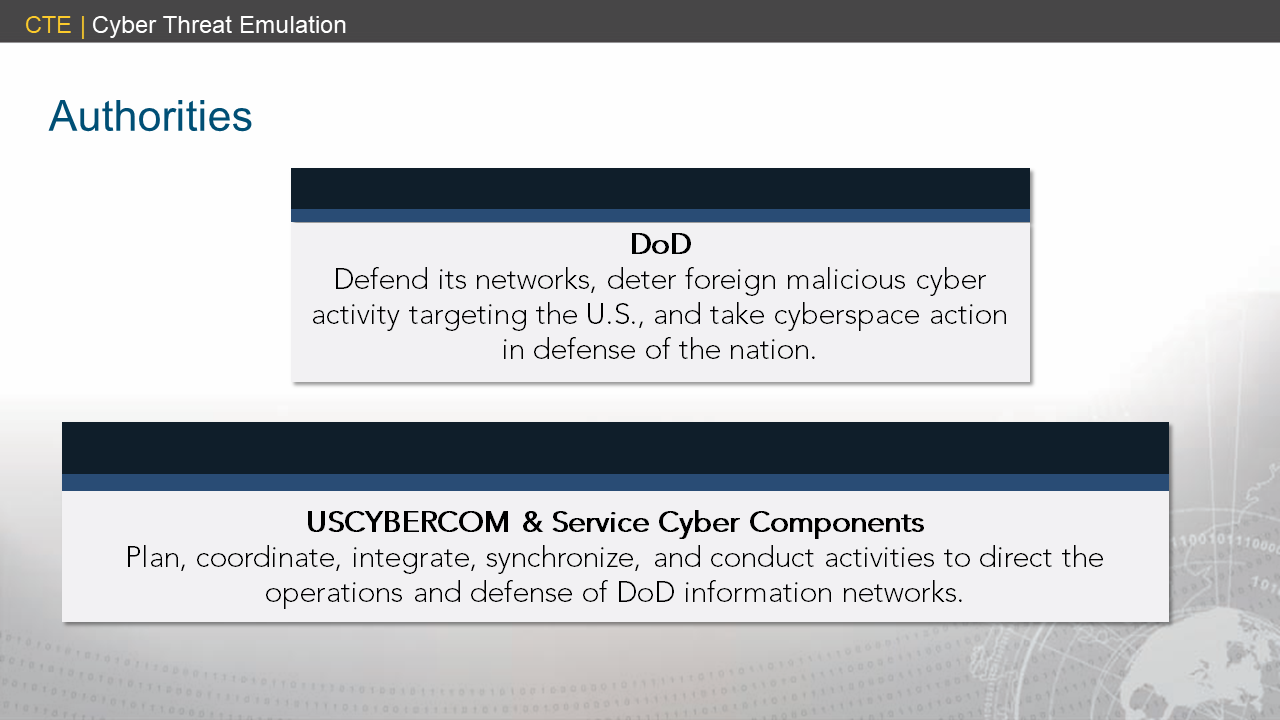 CTE | Cyber Threat Emulation
Authorities
DoD
Defend its networks, deter foreign malicious cyber
activity targeting the U.S., and take cyberspace action
in defense of the nation.
USCYBERCOM & Service Cyber Components
Plan, coordinate, integrate, synchronize, and conduct activities to direct the
operations and defense of DoD information networks.